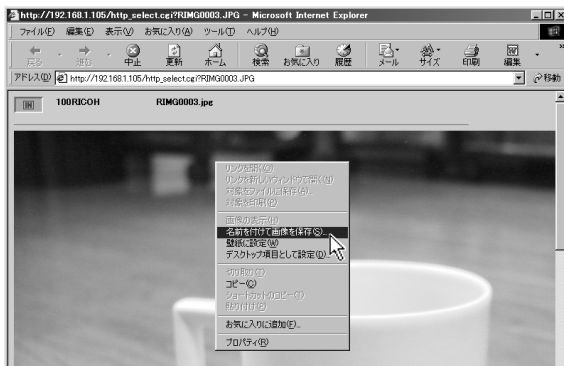 http://192.168.1.105/http_select.cgi?RIMG0003.JPG - Microsoft Internet Explorer
ファイル(F) 編集(E) 表示(V) お気に入り(A) ツール(T) ヘルプ(H)
戻る 進む 中止 更新 ホーム 検索 お気に入り 履歴 メール サイズ 印刷 編集
アドレス(D) http://192.168.1.105/http_select.cgi?RIMG0003.JPG 移動
IN 100RICOH RIMG0003.jpg
リンクを開く(O)
リンクを新しいウィンドウで開く(N)
対象をファイルに保存(A)...
対象を印刷(P)
画像の表示(H)
名前を付けて画像を保存(S)...
壁紙に設定(W)
デスクトップ項目として設定(D)...
切り取り(T)
コピー(C)
ショートカットのコピー(T)
貼り付け(P)
お気に入りに追加(F)...
プロパティ(R)